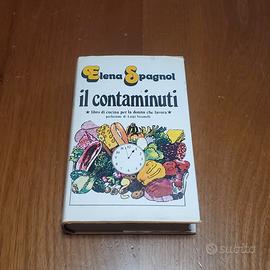 Elena Spagnol
il contaminuti
★ libro di cucina per la donna che lavora ★
prefazione di Luigi Veronelli
subito